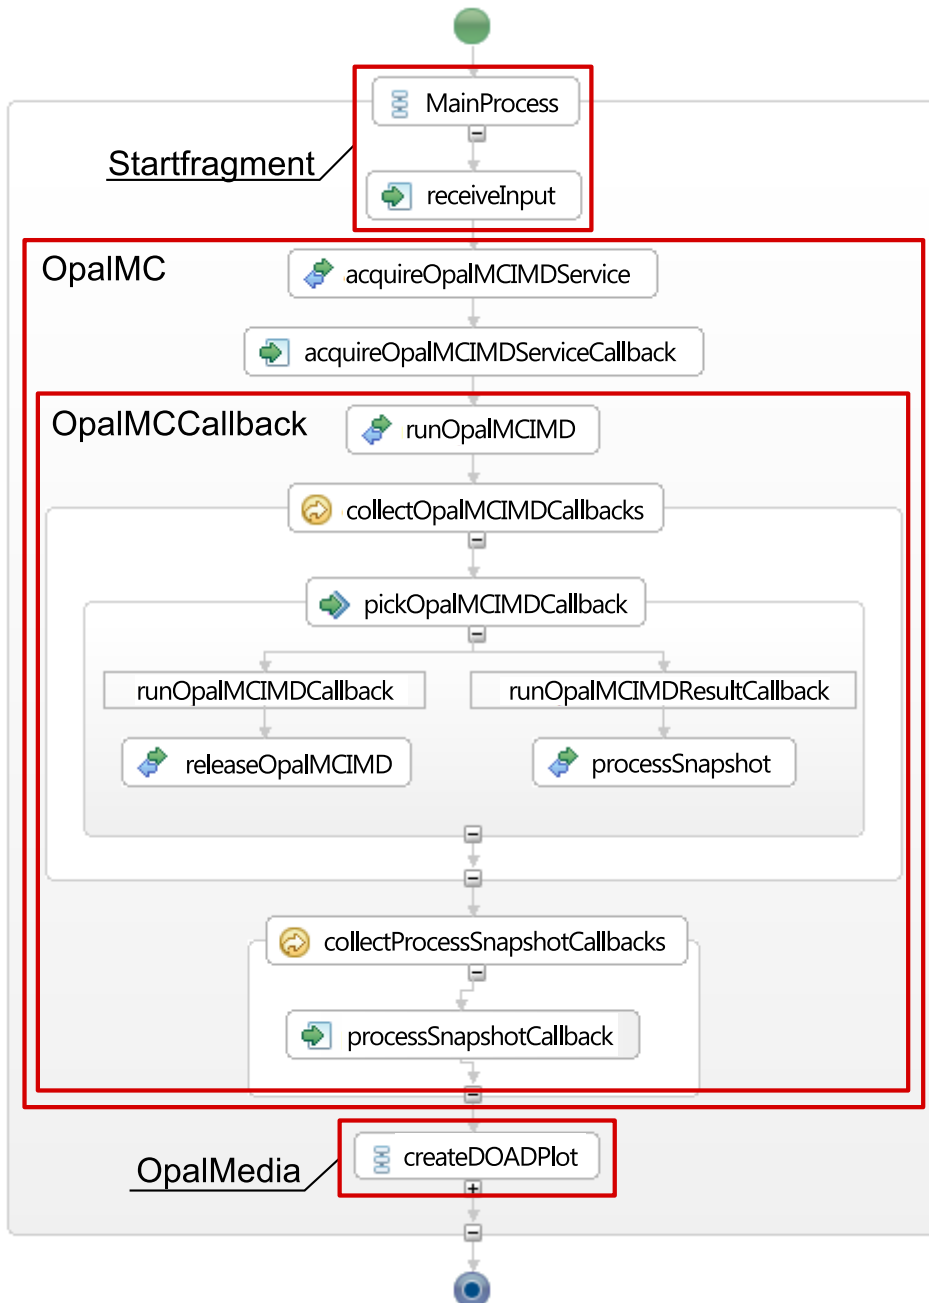 MainProcess
Startfragment
receiveInput
OpalMC
acquireOpalMCIMDService
acquireOpalMCIMDServiceCallback
OpalMCCallback
runOpalMCIMD
collectOpalMCIMDCallbacks
pickOpalMCIMDCallback
runOpalMCIMDCallback
runOpalMCIMDResultCallback
releaseOpalMCIMD
processSnapshot
collectProcessSnapshotCallbacks
processSnapshotCallback
createDOADPlot
OpalMedia